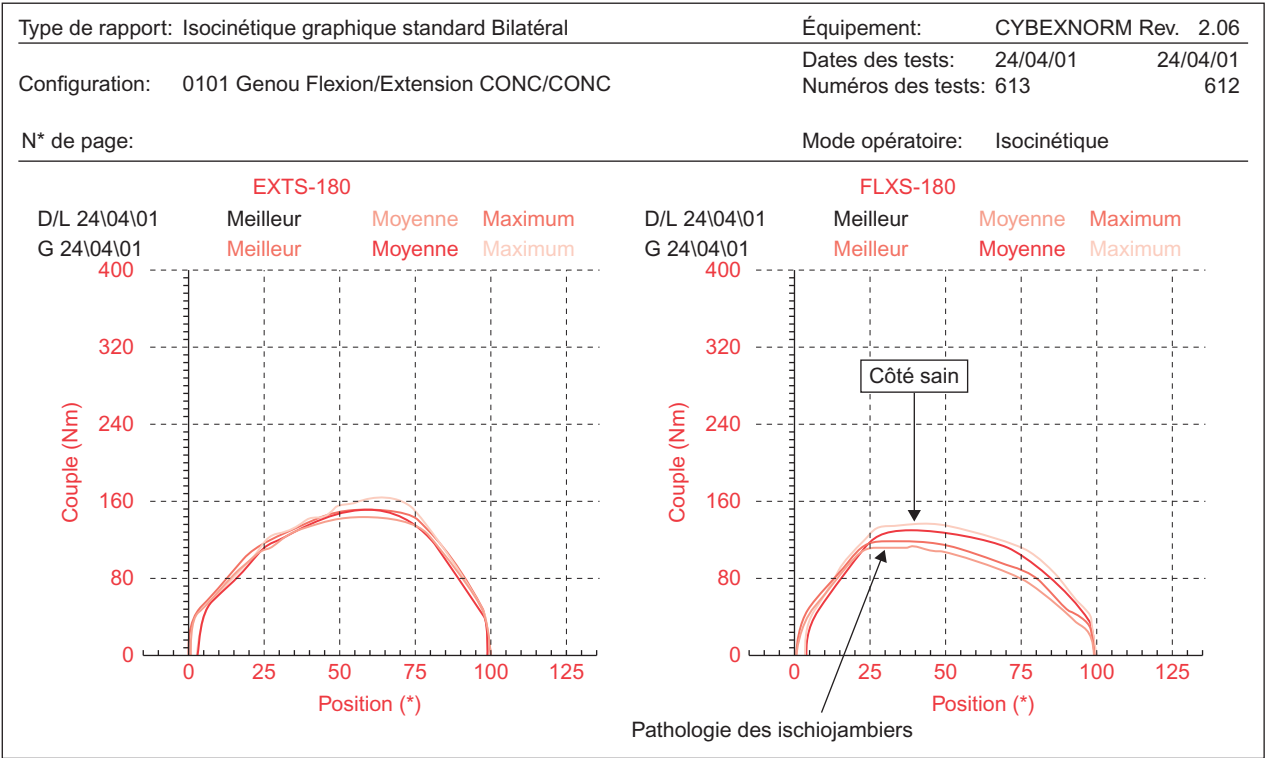 Type de rapport: Isocinétique graphique standard Bilatéral
Équipement: CYBEXNORM Rev. 2.06
Dates des tests: 24/04/01 24/04/01
Configuration: 0101 Genou Flexion/Extension CONC/CONC
Numéros des tests: 613 612
N* de page:
Mode opératoire: Isocinétique
EXTS-180
D/L 24\04\01 Meilleur Moyenne Maximum
G 24\04\01 Meilleur Moyenne Maximum
400
320
240
160
80
0
Couple (Nm)
0 25 50 75 100 125
Position (*)
FLXS-180
D/L 24\04\01 Meilleur Moyenne Maximum
G 24\04\01 Meilleur Moyenne Maximum
400
320
240
160
80
0
Couple (Nm)
Côté sain
0 25 50 75 100 125
Position (*)
Pathologie des ischiojambiers